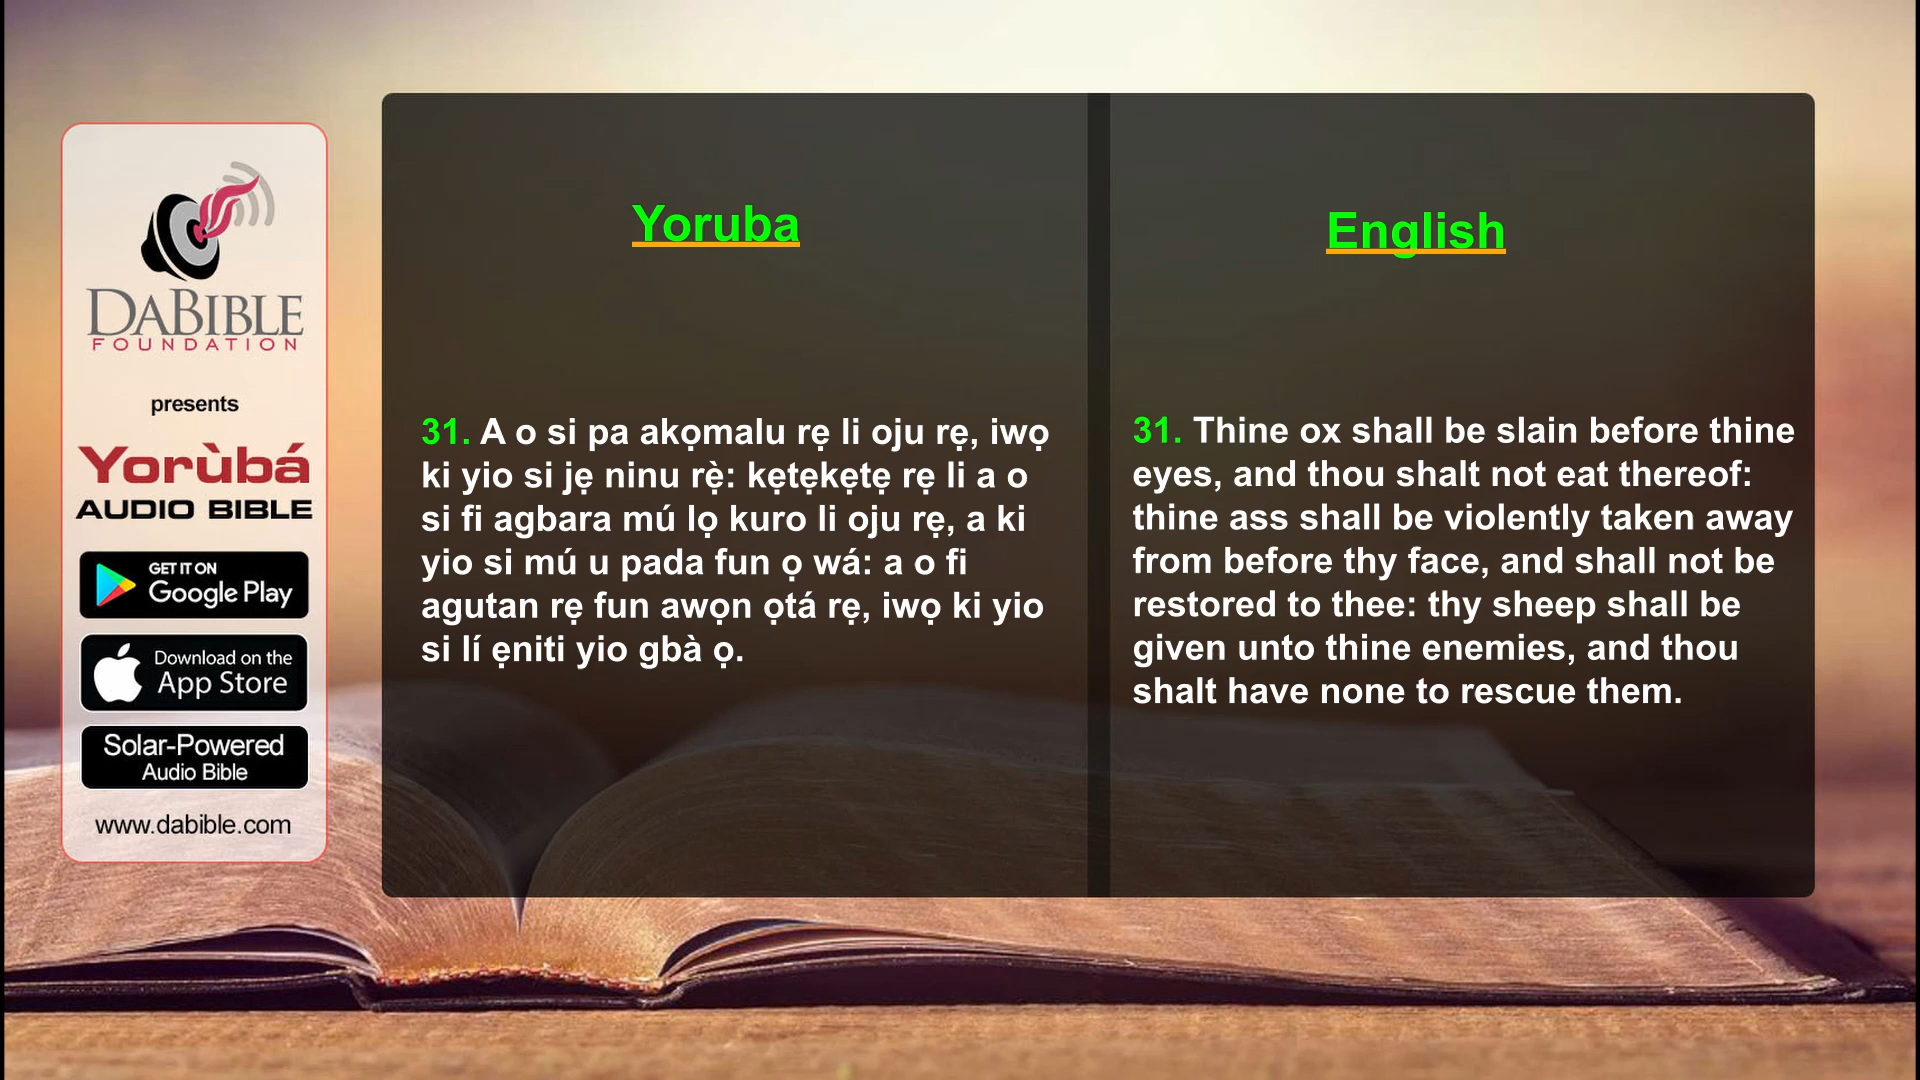 DABIBLE
FOUNDATION
presents
Yorùbá
AUDIO BIBLE
GET IT ON
Google Play
Download on the
App Store
Solar-Powered
Audio Bible
www.dabible.com
Yoruba
31. A o si pa akọmalu rẹ li oju rẹ, iwọ
ki yio si jẹ ninu rẹ̀: kẹtẹkẹtẹ rẹ li a o
si fi agbara mú lọ kuro li oju rẹ, a ki
yio si mú u pada fun ọ wá: a o fi
agutan rẹ fun awọn ọtá rẹ, iwọ ki yio
si lí ẹniti yio gbà ọ.
English
31. Thine ox shall be slain before thine
eyes, and thou shalt not eat thereof:
thine ass shall be violently taken away
from before thy face, and shall not be
restored to thee: thy sheep shall be
given unto thine enemies, and thou
shalt have none to rescue them.